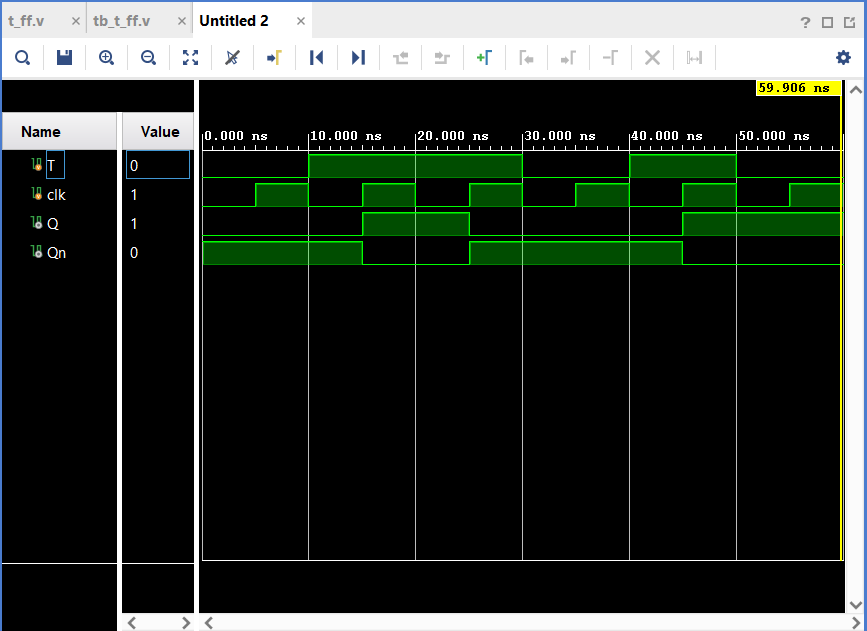 t_ff.v × tb_t_ff.v × Untitled 2 × ?
59.906 ns
Name Value 0.000 ns 10.000 ns 20.000 ns 30.000 ns 40.000 ns 50.000 ns
T 0
clk 1
Q 1
Qn 0